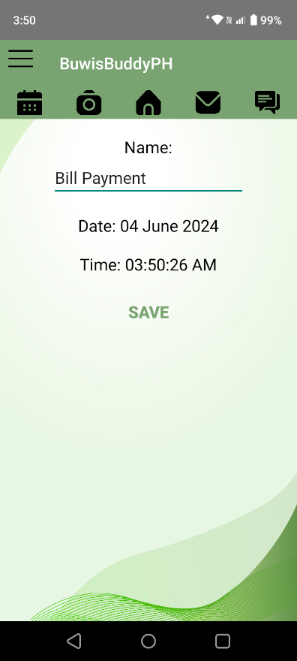 3:50
99%
BuwisBuddyPH
Name:
Bill Payment
Date: 04 June 2024
Time: 03:50:26 AM
SAVE